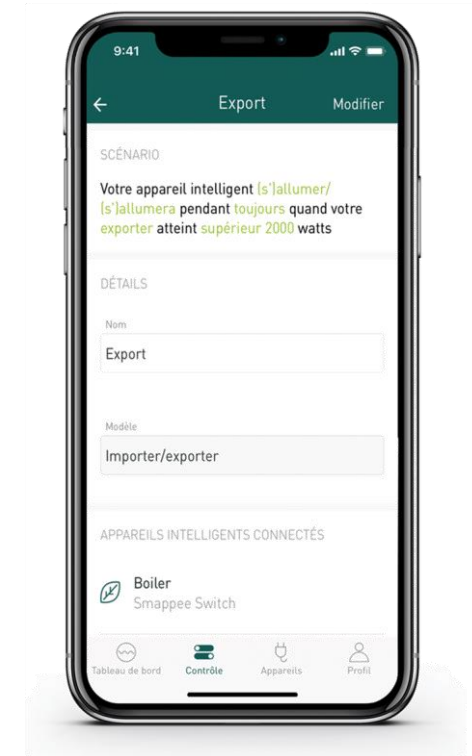 9:41
Export
Modifier
SCÉNARIO
Votre appareil intelligent (s')allumer/
(s')allumera pendant toujours quand votre
exporter atteint supérieur 2000 watts
DÉTAILS
Nom
Export
Modèle
Importer/exporter
APPAREILS INTELLIGENTS CONNECTÉS
Boiler
Smappee Switch
Tableau de bord
Contrôle
Appareils
Profil